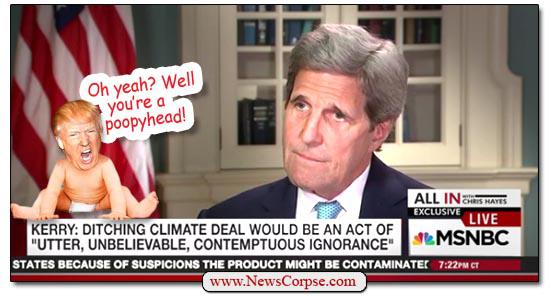 Oh yeah? Well
you're a
poopyhead!
ALL IN WITH CHRIS HAYES
EXCLUSIVE
LIVE
MSNBC
KERRY: DITCHING CLIMATE DEAL WOULD BE AN ACT OF
"UTTER, UNBELIEVABLE, CONTEMPTUOUS IGNORANCE"
STATES BECAUSE OF SUSPICIONS THE PRODUCT MIGHT BE CONTAMINATED
7:22PM CT
www.NewsCorpse.com